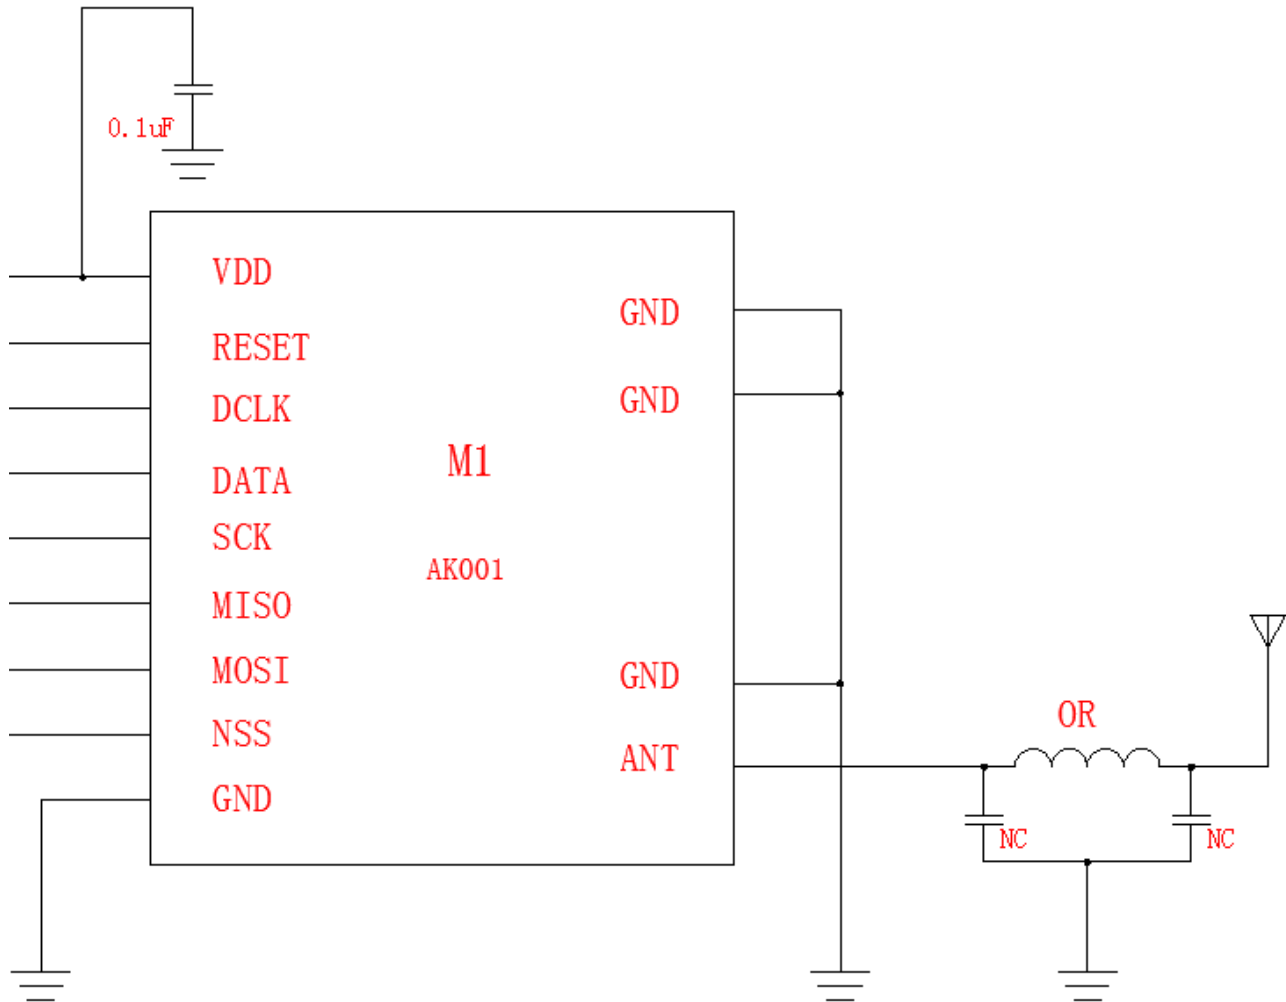 0.1uF
VDD
RESET
DCLK
DATA
SCK
MISO
MOSI
NSS
GND
M1
AK001
GND
GND
GND
ANT
0R
NC
NC